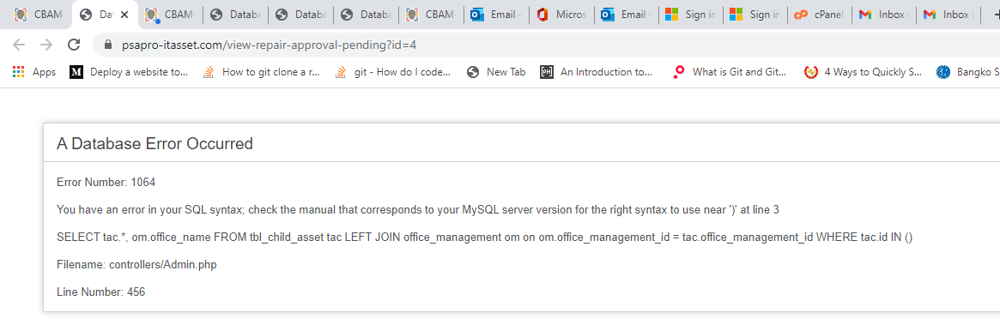 CBAM- Da CBAM- Databa Databa Databa CBAM- Email - Micros Email - Sign in Sign in cPanel Inbox Inbox
psapro-itasset.com/view-repair-approval-pending?id=4
Apps M Deploy a website to... How to git clone a r... git - How do I code... New Tab PH An Introduction to... What is Git and Git... 4 Ways to Quickly S... Bangko S
A Database Error Occurred
Error Number: 1064
You have an error in your SQL syntax; check the manual that corresponds to your MySQL server version for the right syntax to use near ')' at line 3
SELECT tac.*, om.office_name FROM tbl_child_asset tac LEFT JOIN office_management om on om.office_management_id = tac.office_management_id WHERE tac.id IN ()
Filename: controllers/Admin.php
Line Number: 456